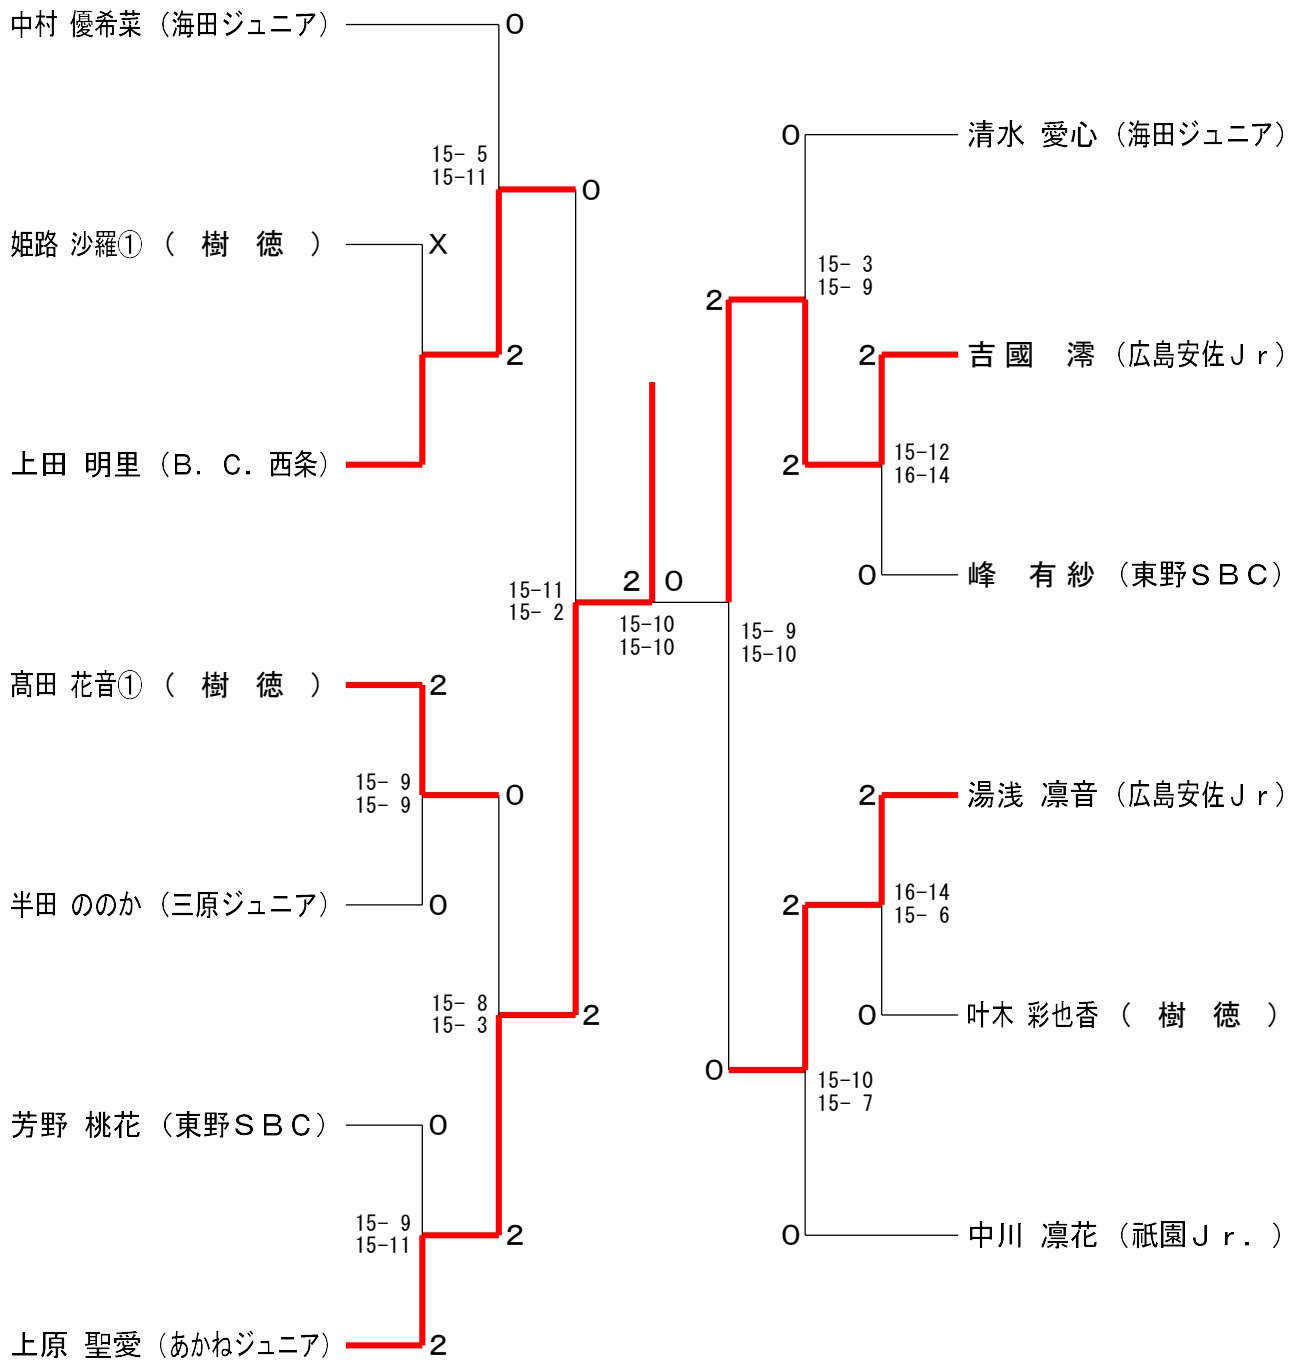 中村 優希菜 (海田ジュニア) 0
15- 5
15-11
0
姫路 沙羅① ( 樹 徳 ) X
2
上田 明里 (B. C. 西条)
15-11
15- 2
髙田 花音① ( 樹 徳 ) 2
15- 9
15- 9
0
半田 ののか (三原ジュニア) 0
15- 8
15- 3
2
芳野 桃花 (東野SBC) 0
15- 9
15-11
2
上原 聖愛 (あかねジュニア) 2
2 0
15-10
15-10
0 清水 愛心 (海田ジュニア)
15- 3
15- 9
2
2 吉國 澪 (広島安佐Jr)
2
15-12
16-14
0 峰 有紗 (東野SBC)
15- 9
15-10
2 湯浅 凛音 (広島安佐Jr)
2
16-14
15- 6
0 叶木 彩也香 ( 樹 徳 )
0
15-10
15- 7
0 中川 凛花 (祇園Jr. )